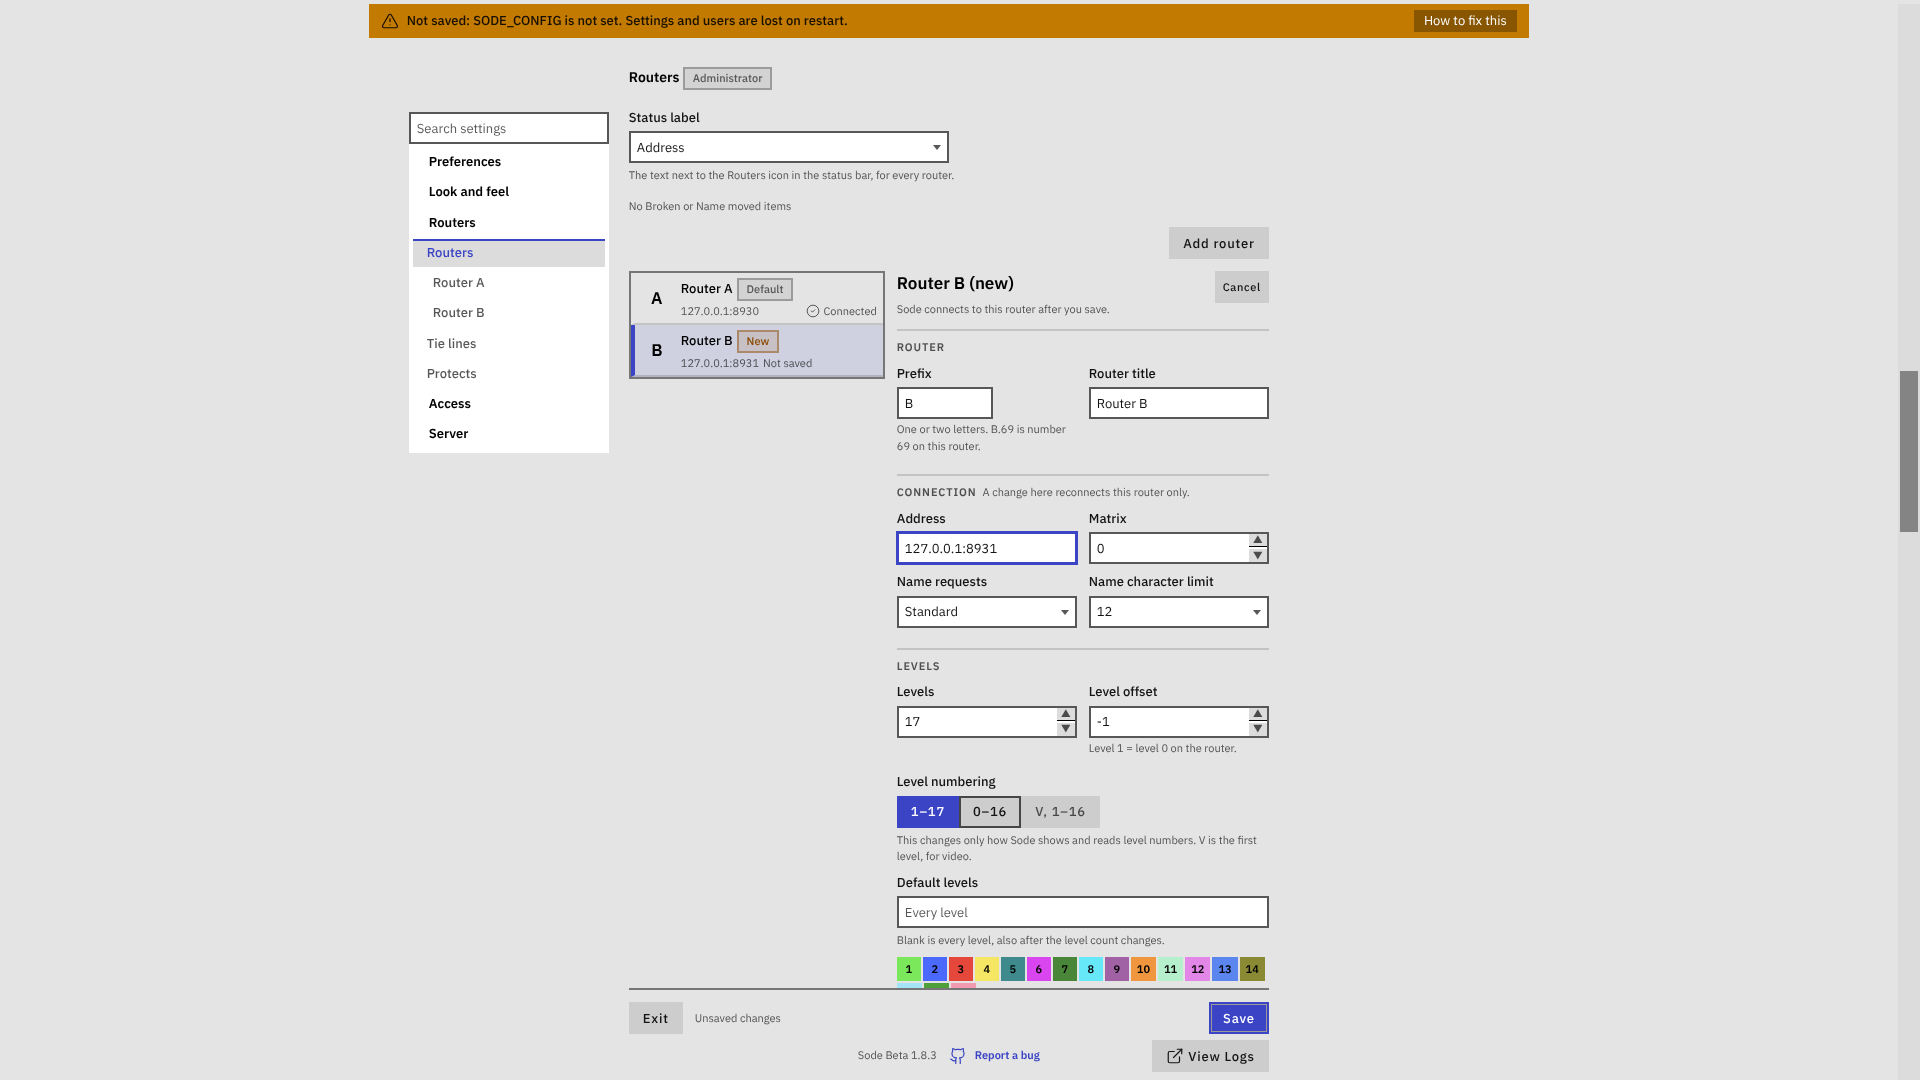 Not saved: SODE_CONFIG is not set. Settings and users are lost on restart.
How to fix this
Routers Administrator
Search settings
Preferences
Look and feel
Routers
Routers
Router A
Router B
Tie lines
Protects
Access
Server
Status label
Address
The text next to the Routers icon in the status bar, for every router.
No Broken or Name moved items
Add router
A
Router A Default
127.0.0.1:8930 Connected
B
Router B New
127.0.0.1:8931 Not saved
Router B (new)
Cancel
Sode connects to this router after you save.
ROUTER
Prefix
Router title
B
Router B
One or two letters. B.69 is number
69 on this router.
CONNECTION A change here reconnects this router only.
Address
Matrix
127.0.0.1:8931
0
Name requests
Name character limit
Standard
12
LEVELS
Levels
Level offset
17
-1
Level 1 = level 0 on the router.
Level numbering
1–17 0–16 V, 1–16
This changes only how Sode shows and reads level numbers. V is the first
level, for video.
Default levels
Every level
Blank is every level, also after the level count changes.
1 2 3 4 5 6 7 8 9 10 11 12 13 14
Exit
Unsaved changes
Save
Sode Beta 1.8.3
Report a bug
View Logs